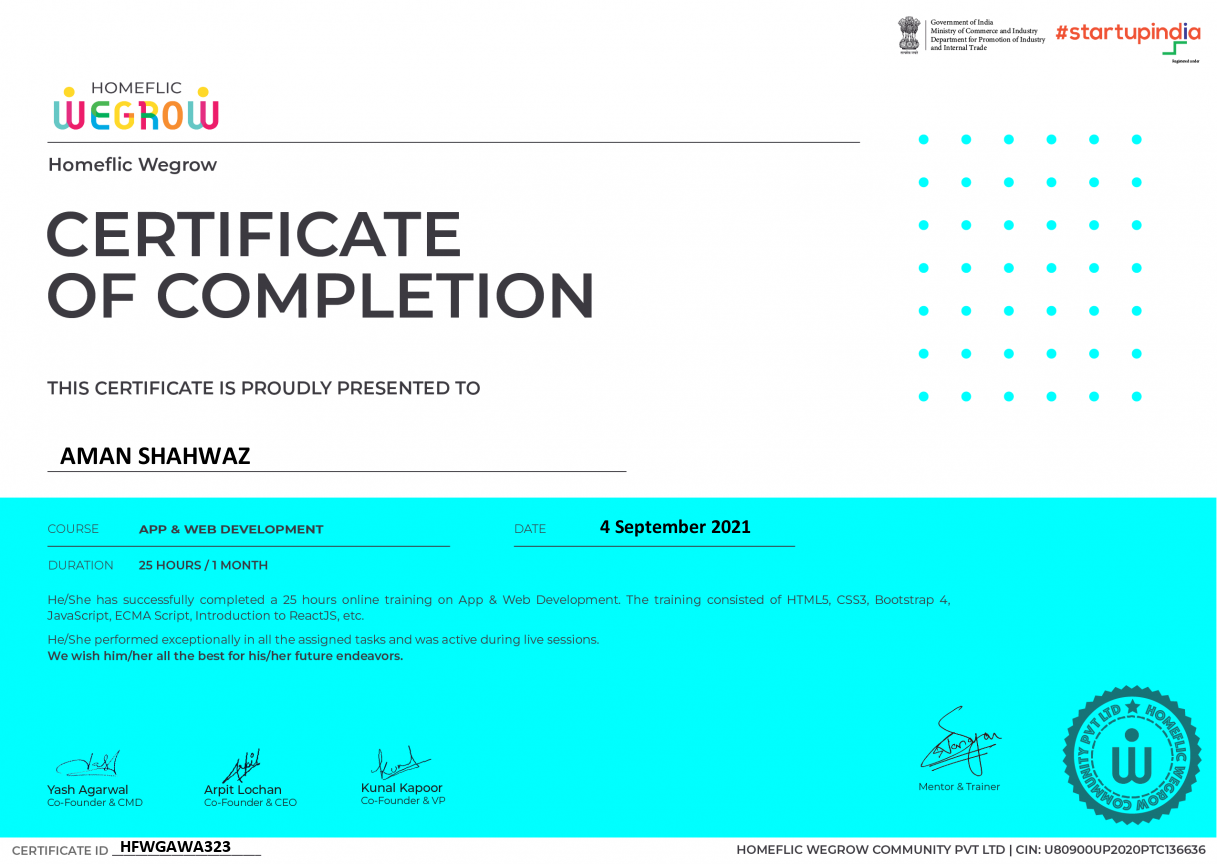 Government of India
Ministry of Commerce and Industry
Department for Promotion of Industry
and Internal Trade
#startupindia
Registered under
HOMEFLIC
WEGROW
Homeflic Wegrow
CERTIFICATE
OF COMPLETION
THIS CERTIFICATE IS PROUDLY PRESENTED TO
AMAN SHAHWAZ
COURSE APP & WEB DEVELOPMENT
DATE 4 September 2021
DURATION 25 HOURS / 1 MONTH
He/She has successfully completed a 25 hours online training on App & Web Development. The training consisted of HTML5, CSS3, Bootstrap 4,
JavaScript, ECMA Script, Introduction to ReactJS, etc.
He/She performed exceptionally in all the assigned tasks and was active during live sessions.
We wish him/her all the best for his/her future endeavors.
Yash Agarwal
Co-Founder & CMD
Arpit
Arpit Lochan
Co-Founder & CEO
Kunal Kapoor
Co-Founder & VP
Mentor & Trainer
HOMEFLIC WEGROW COMMUNITY PVT LTD
CERTIFICATE ID HFWGAWA323
HOMEFLIC WEGROW COMMUNITY PVT LTD | CIN: U80900UP2020PTC136636